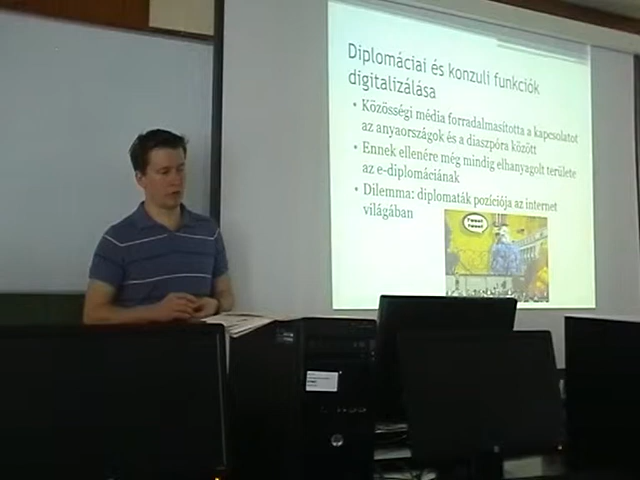 Diplomáciai és konzuli funkciók
digitalizálása
• Közösségi média forradalmasította a kapcsolatot
az anyaországok és a diaszpóra között
• Ennek ellenére még mindig elhanyagolt területe
az e-diplomáciának
• Dilemma: diplomaták pozíciója az internet
világában
Tweet
tweet!